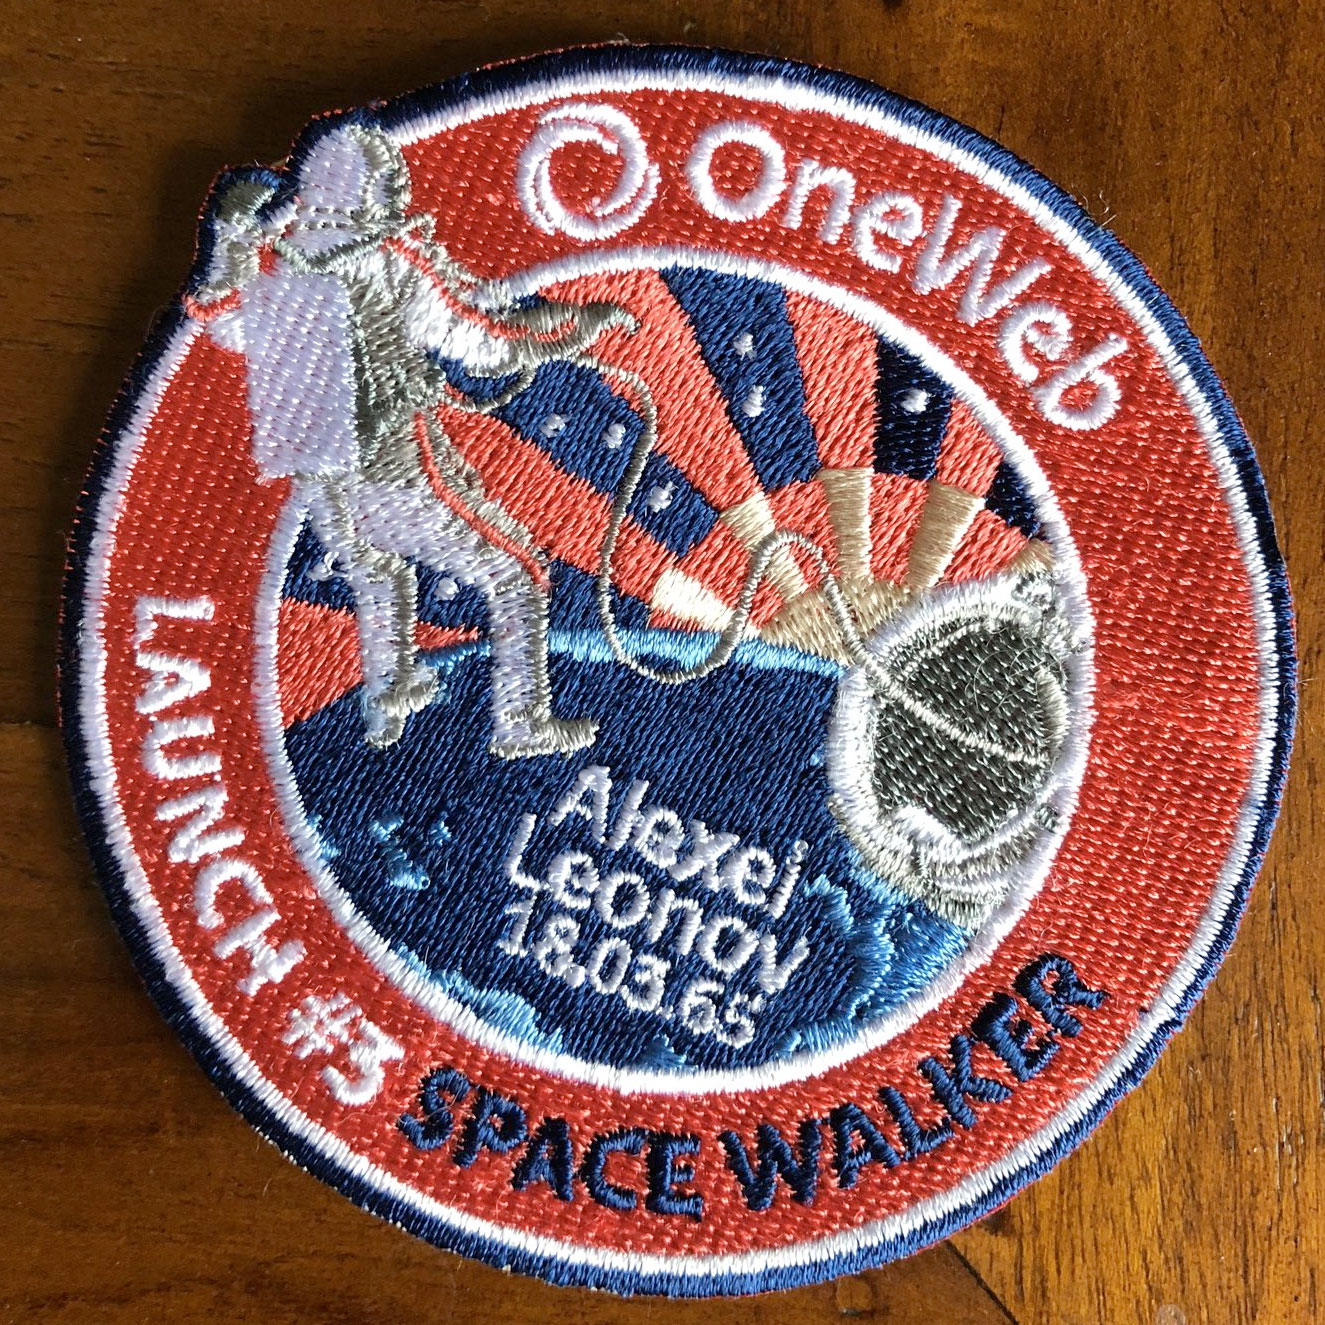 OneWeb
LAUNCH #3
SPACE WALKER
Alexei
Leonov
18.03.65